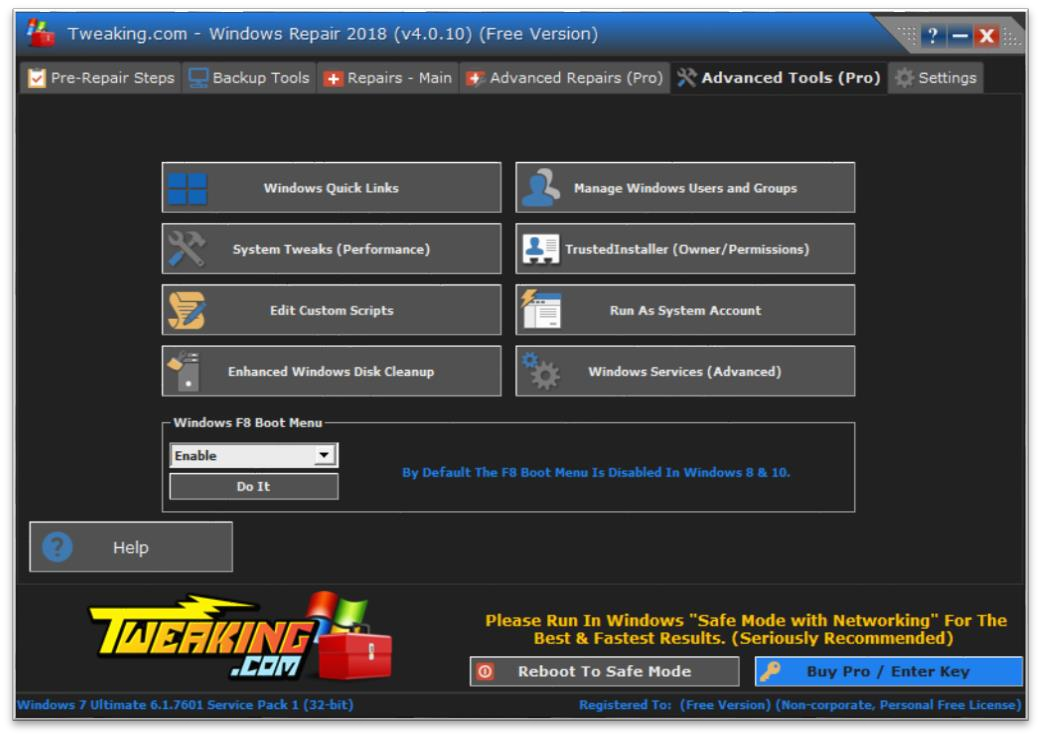 Tweaking.com - Windows Repair 2018 (v4.0.10) (Free Version)
?
Pre-Repair Steps Backup Tools Repairs - Main Advanced Repairs (Pro) Advanced Tools (Pro) Settings
Windows Quick Links
Manage Windows Users and Groups
System Tweaks (Performance)
TrustedInstaller (Owner/Permissions)
Edit Custom Scripts
Run As System Account
Enhanced Windows Disk Cleanup
Windows Services (Advanced)
Windows F8 Boot Menu
Enable
Do It
By Default The F8 Boot Menu Is Disabled In Windows 8 & 10.
? Help
TWEAKING
.COM
Please Run In Windows "Safe Mode with Networking" For The
Best & Fastest Results. (Seriously Recommended)
Reboot To Safe Mode
Buy Pro / Enter Key
Windows 7 Ultimate 6.1.7601 Service Pack 1 (32-bit)
Registered To: (Free Version) (Non-corporate, Personal Free License)